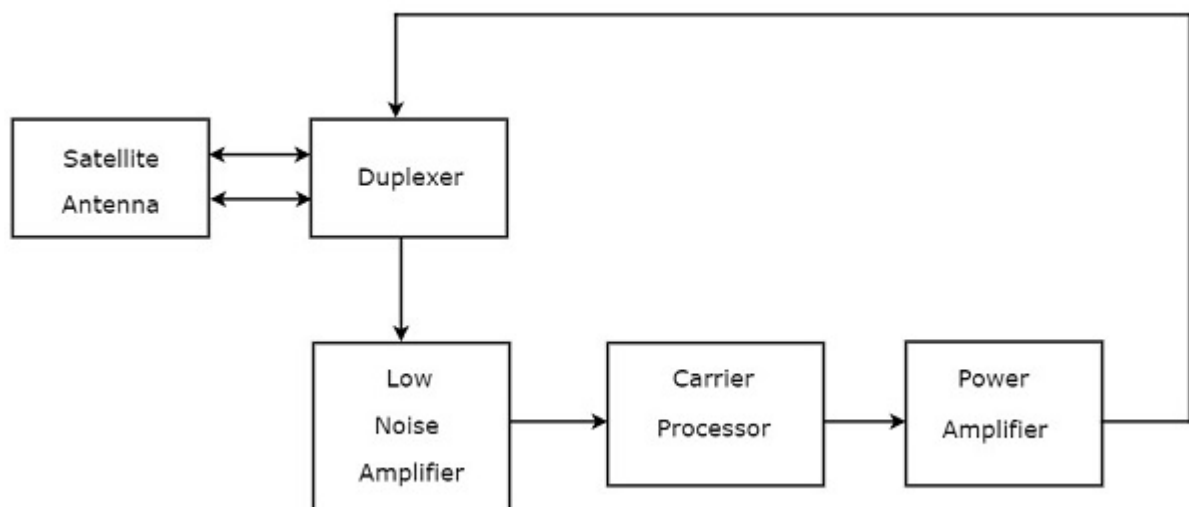 Satellite
Antenna
Duplexer
Low
Noise
Amplifier
Carrier
Processor
Power
Amplifier